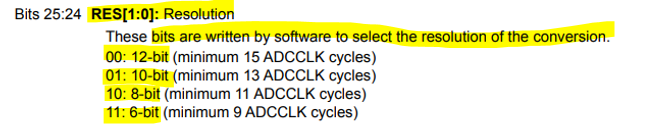 Bits 25:24 RES[1:0]: Resolution
These bits are written by software to select the resolution of the conversion.
00: 12-bit (minimum 15 ADCCLK cycles)
01: 10-bit (minimum 13 ADCCLK cycles)
10: 8-bit (minimum 11 ADCCLK cycles)
11: 6-bit (minimum 9 ADCCLK cycles)